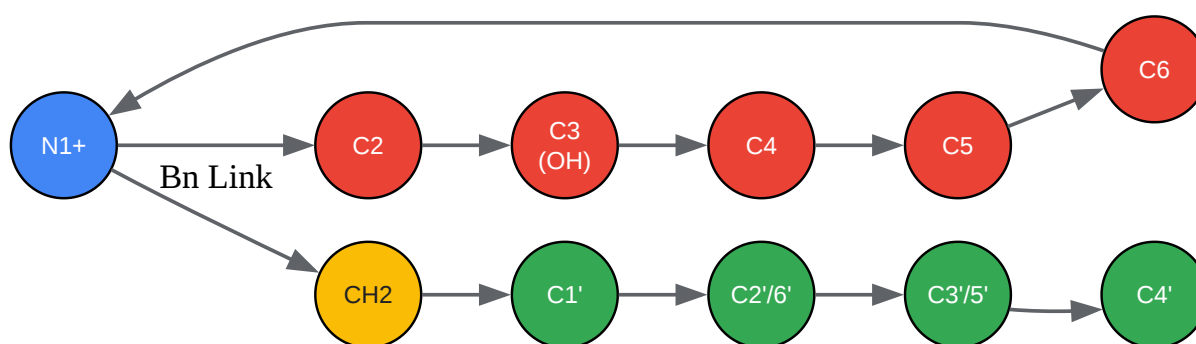 C6
N1+
C2
C3
(OH)
C4
C5
Bn Link
CH2
C1'
C2'/6'
C3'/5'
C4'